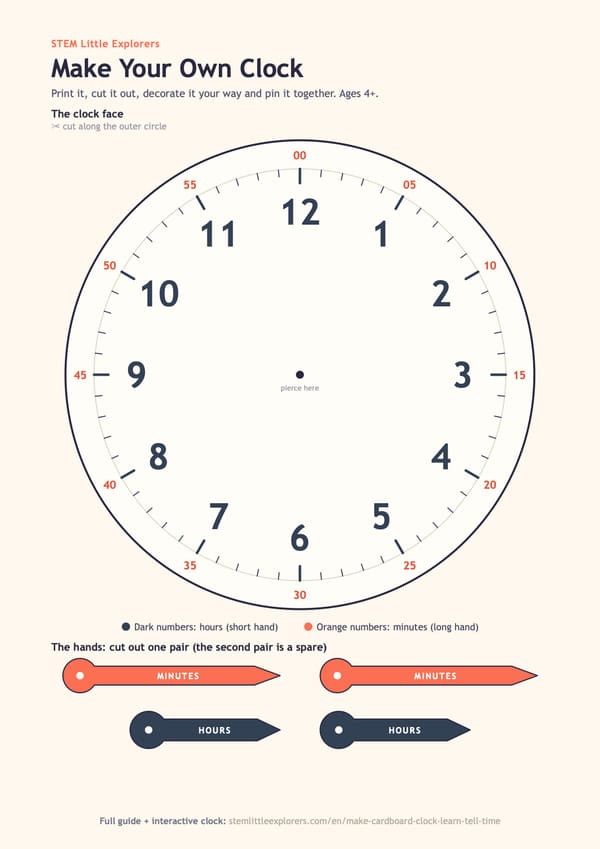 STEM Little Explorers
Make Your Own Clock
Print it, cut it out, decorate it your way and pin it together. Ages 4+.
The clock face
✂ cut along the outer circle
00
55
05
12
11
1
50
10
10
2
45
9
3
15
pierce here
8
4
40
20
7
5
6
35
25
30
Dark numbers: hours (short hand)
Orange numbers: minutes (long hand)
The hands: cut out one pair (the second pair is a spare)
MINUTES
MINUTES
HOURS
HOURS
Full guide + interactive clock: stemlittleexplorers.com/en/make-cardboard-clock-learn-tell-time